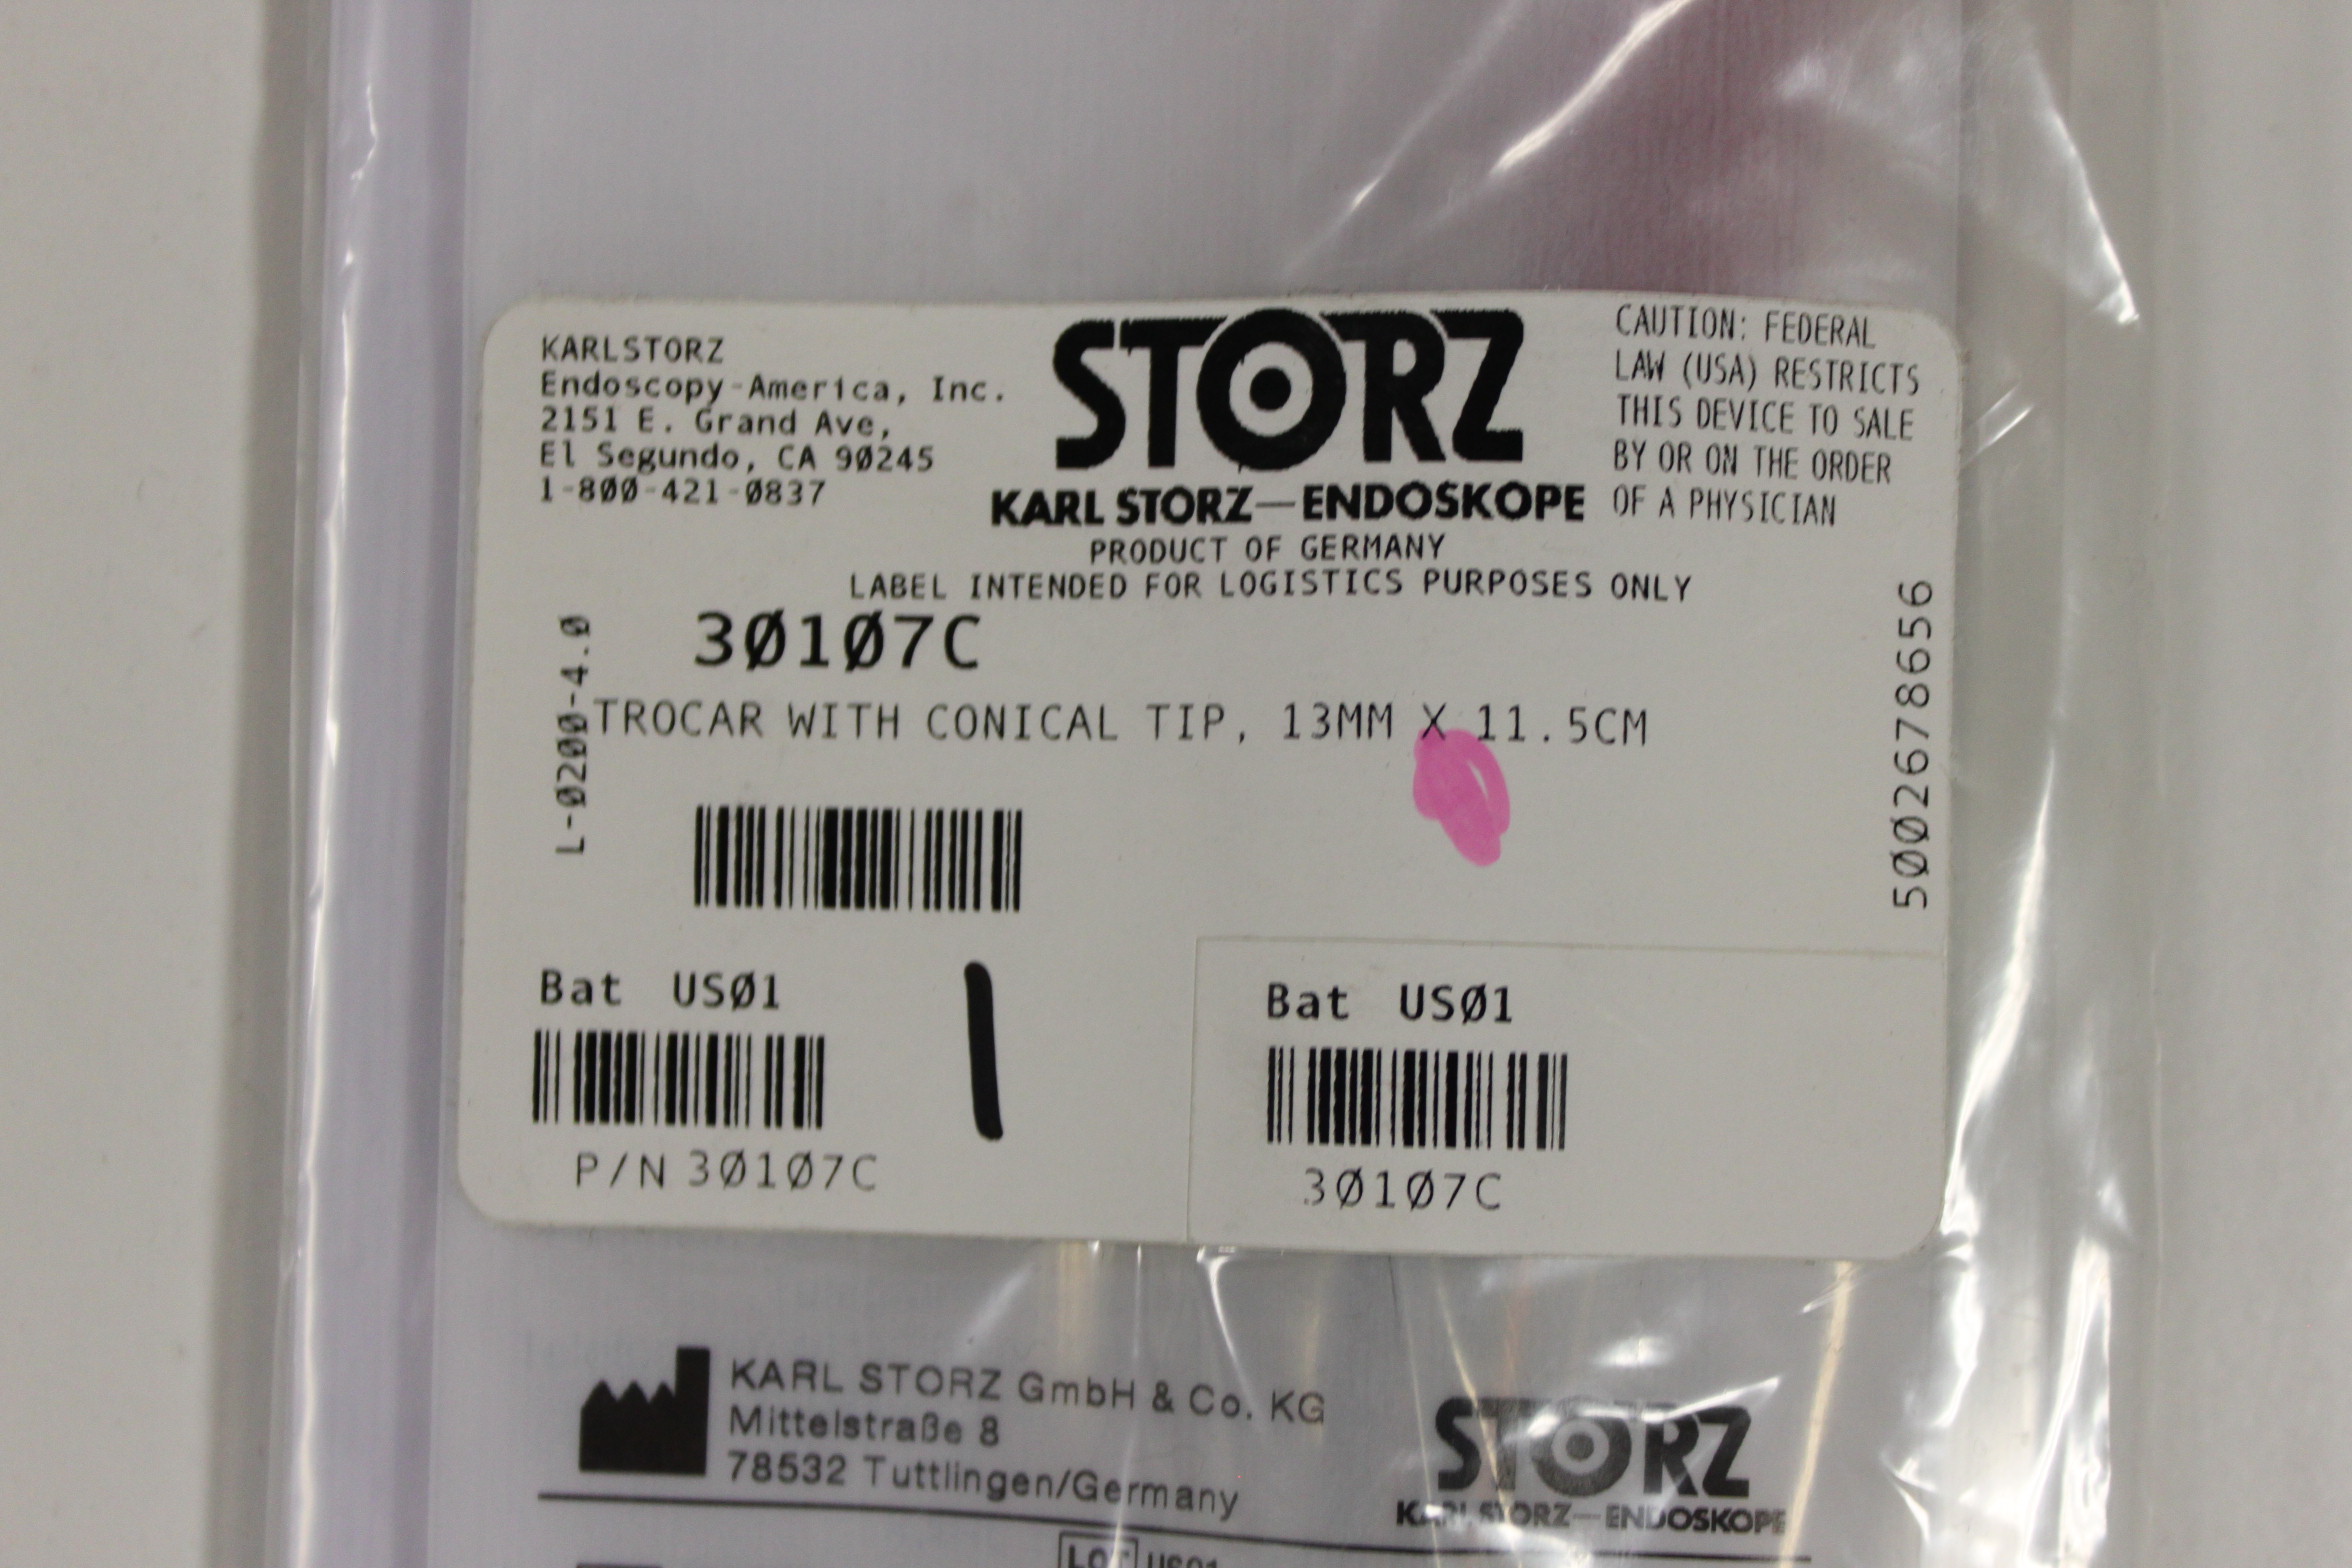 KARLSTORZ
Endoscopy-America, Inc.
2151 E. Grand Ave,
El Segundo, CA 90245
1-800-421-0837
STORZ
KARL STORZ—ENDOSKOPE
CAUTION: FEDERAL
LAW (USA) RESTRICTS
THIS DEVICE TO SALE
BY OR ON THE ORDER
OF A PHYSICIAN
PRODUCT OF GERMANY
LABEL INTENDED FOR LOGISTICS PURPOSES ONLY
30107C
L-0200-4.0
TROCAR WITH CONICAL TIP, 13MM X 11.5CM
5002678656
Bat US01
P/N 30107C
1
Bat US01
30107C
KARL STORZ GmbH & Co. KG
Mittelstraße 8
78532 Tuttlingen/Germany
STORZ
KARL STORZ—ENDOSKOPE
LOT US01